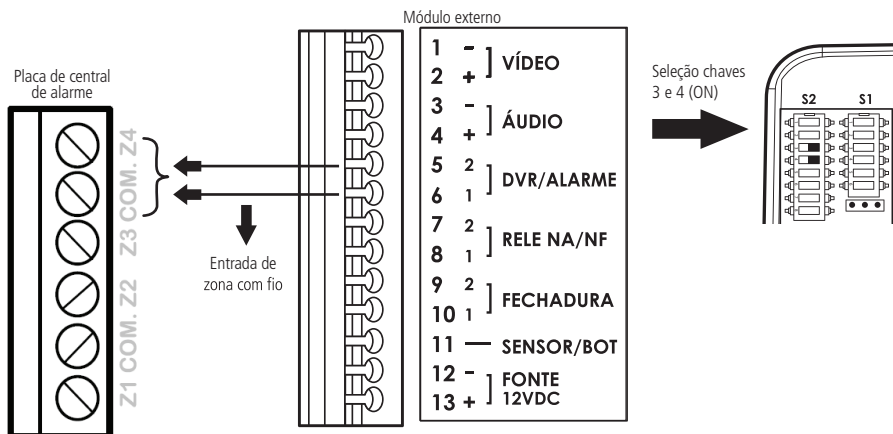 Módulo externo
Placa de central
de alarme
Z4
COM.
Z3
Z2
COM.
Z1
Entrada de
zona com fio
1 -
2 +
VÍDEO
3 -
4 +
ÁUDIO
5 2
6 1
DVR/ALARME
7 2
8 1
RELE NA/NF
9 2
10 1
FECHADURA
11 — SENSOR/BOT
12 -
13 +
FONTE
12VDC
Seleção chaves
3 e 4 (ON)
S2 S1